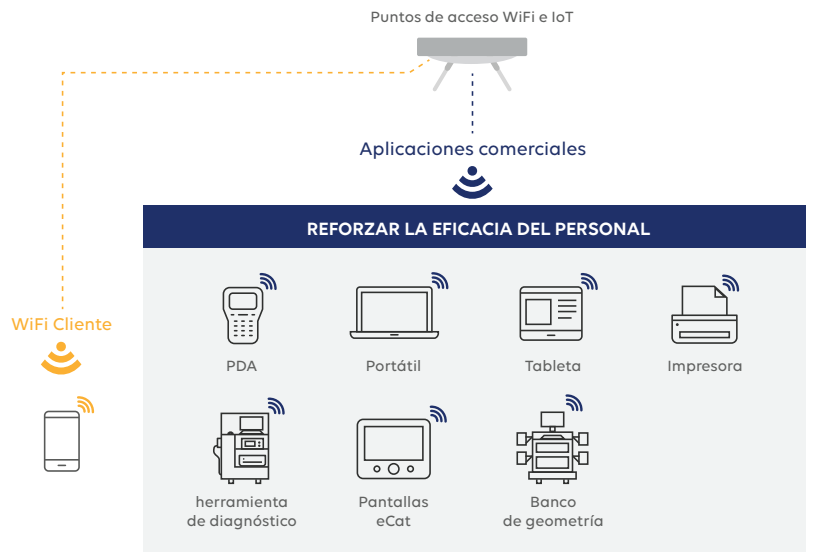 Puntos de acceso WiFi e IoT
Aplicaciones comerciales
REFORZAR LA EFICACIA DEL PERSONAL
WiFi Cliente
PDA
Portátil
Tableta
Impresora
herramienta
de diagnóstico
Pantallas
eCat
Banco
de geometría